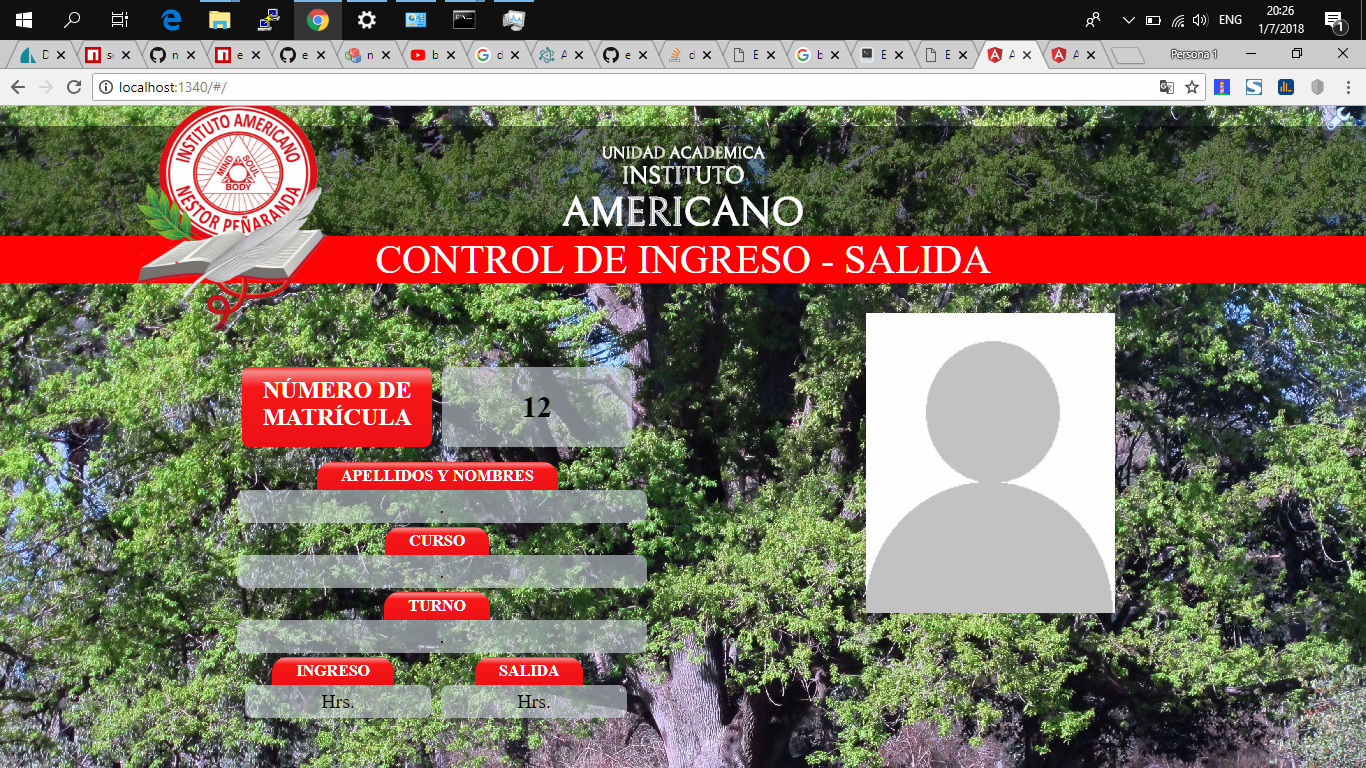 20:26
ENG
1/7/2018
1
D
s
n
e
e
n
b
d
A
e
d
E
b
E
E
A
A
Persona 1
localhost:1340/#/
INSTITUTO AMERICANO
MIND SOUL
BODY
NESTOR PEÑARANDA
UNIDAD ACADEMICA
INSTITUTO
AMERICANO
CONTROL DE INGRESO - SALIDA
NÚMERO DE
MATRÍCULA
12
APELLIDOS Y NOMBRES
.
CURSO
.
TURNO
.
INGRESO SALIDA
Hrs. Hrs.